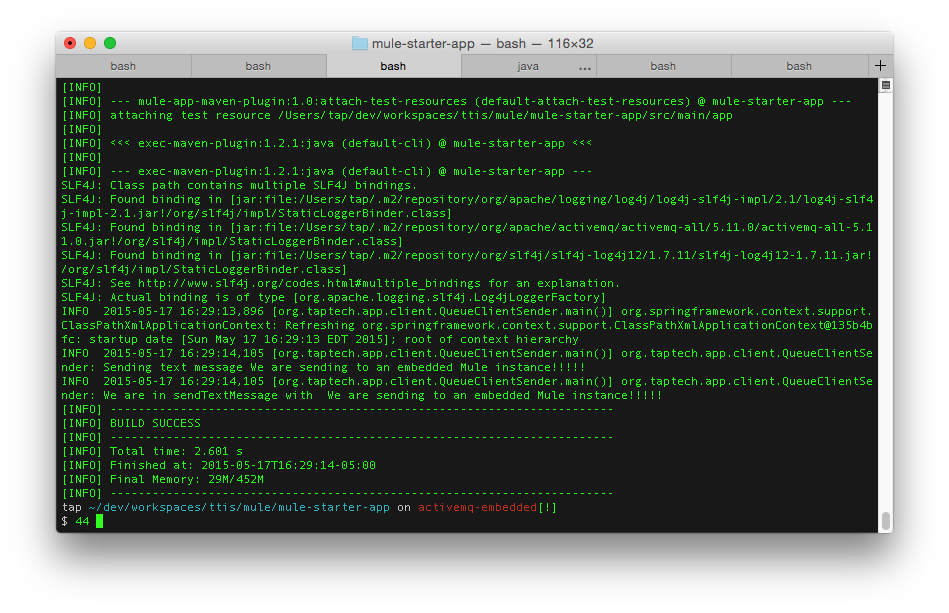 mule-starter-app — bash — 116×32
bash bash bash java ... bash bash +
[INFO]
[INFO] --- mule-app-maven-plugin:1.0:attach-test-resources (default-attach-test-resources) @ mule-starter-app ---
[INFO] attaching test resource /Users/tap/dev/workspaces/ttis/mule/mule-starter-app/src/main/app
[INFO]
[INFO] <<< exec-maven-plugin:1.2.1:java (default-cli) @ mule-starter-app <<<
[INFO]
[INFO] --- exec-maven-plugin:1.2.1:java (default-cli) @ mule-starter-app ---
SLF4J: Class path contains multiple SLF4J bindings.
SLF4J: Found binding in [jar:file:/Users/tap/.m2/repository/org/apache/logging/log4j/log4j-slf4j-impl/2.1/log4j-slf4
j-impl-2.1.jar!/org/slf4j/impl/StaticLoggerBinder.class]
SLF4J: Found binding in [jar:file:/Users/tap/.m2/repository/org/apache/activemq/activemq-all/5.11.0/activemq-all-5.1
1.0.jar!/org/slf4j/impl/StaticLoggerBinder.class]
SLF4J: Found binding in [jar:file:/Users/tap/.m2/repository/org/slf4j/slf4j-log4j12/1.7.11/slf4j-log4j12-1.7.11.jar!
/org/slf4j/impl/StaticLoggerBinder.class]
SLF4J: See http://www.slf4j.org/codes.html#multiple_bindings for an explanation.
SLF4J: Actual binding is of type [org.apache.logging.slf4j.Log4jLoggerFactory]
INFO  2015-05-17 16:29:13,896 [org.taptech.app.client.QueueClientSender.main()] org.springframework.context.support.
ClassPathXmlApplicationContext: Refreshing org.springframework.context.support.ClassPathXmlApplicationContext@135b4b
fc: startup date [Sun May 17 16:29:13 EDT 2015]; root of context hierarchy
INFO  2015-05-17 16:29:14,105 [org.taptech.app.client.QueueClientSender.main()] org.taptech.app.client.QueueClientSe
nder: Sending text message We are sending to an embedded Mule instance!!!!!
INFO  2015-05-17 16:29:14,105 [org.taptech.app.client.QueueClientSender.main()] org.taptech.app.client.QueueClientSe
nder: We are in sendTextMessage with  We are sending to an embedded Mule instance!!!!!
[INFO] ------------------------------------------------------------------------
[INFO] BUILD SUCCESS
[INFO] ------------------------------------------------------------------------
[INFO] Total time: 2.601 s
[INFO] Finished at: 2015-05-17T16:29:14-05:00
[INFO] Final Memory: 29M/452M
[INFO] ------------------------------------------------------------------------
tap ~/dev/workspaces/ttis/mule/mule-starter-app on activemq-embedded[!]
$ 44